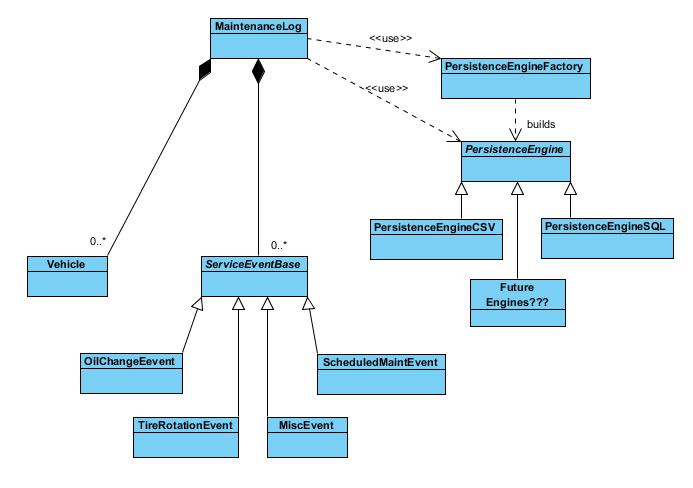 MaintenanceLog
<<use>>
PersistenceEngineFactory
<<use>>
builds
PersistenceEngine
PersistenceEngineCSV
PersistenceEngineSQL
0..*
0..*
Vehicle
ServiceEventBase
Future
Engines???
OilChangeEevent
ScheduledMaintEvent
TireRotationEvent
MiscEvent